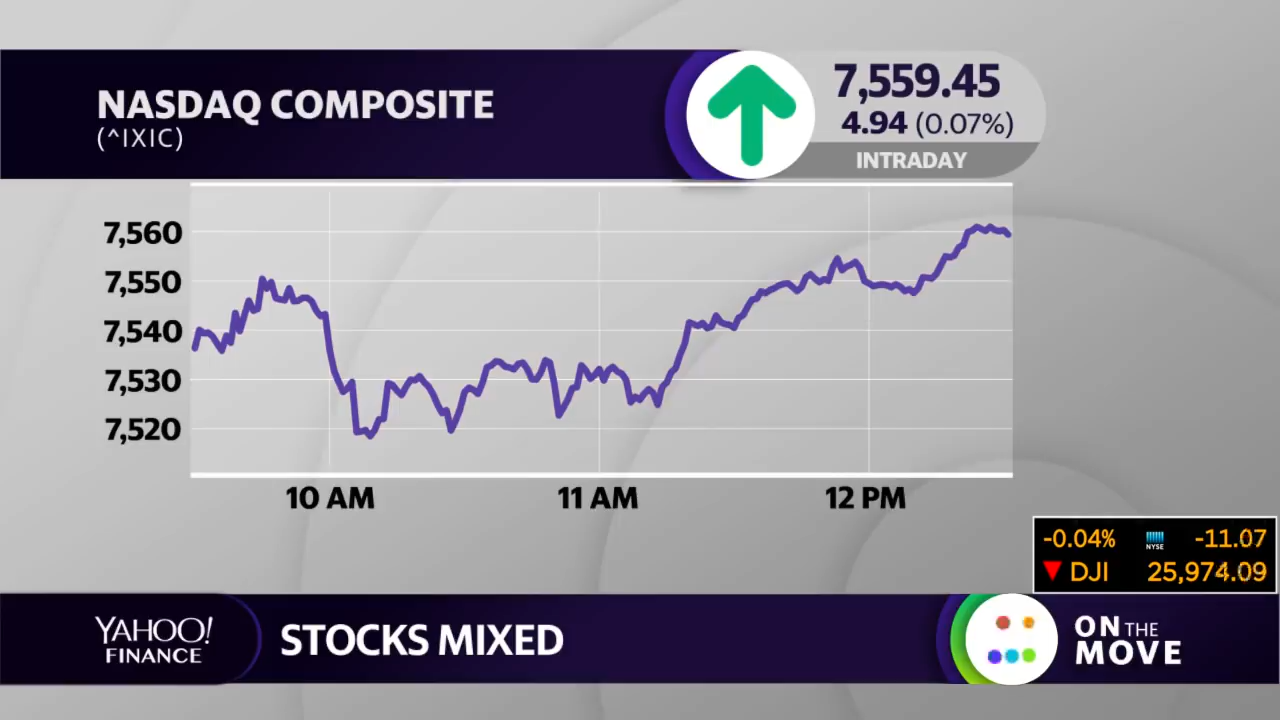 NASDAQ COMPOSITE
(^IXIC)
7,559.45
4.94 (0.07%)
INTRADAY
7,560
7,550
7,540
7,530
7,520
10 AM
11 AM
12 PM
-0.04% NYSE -11.07
DJI 25,974.09
YAHOO!
FINANCE
STOCKS MIXED
ON THE
MOVE